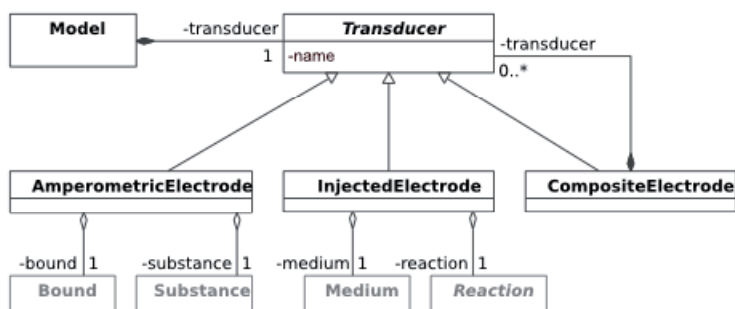 Model
-transducer
1
Transducer
-name
-transducer
0..*
AmperometricElectrode
InjectedElectrode
CompositeElectrode
-bound 1
-substance 1
-medium 1
-reaction 1
Bound
Substance
Medium
Reaction